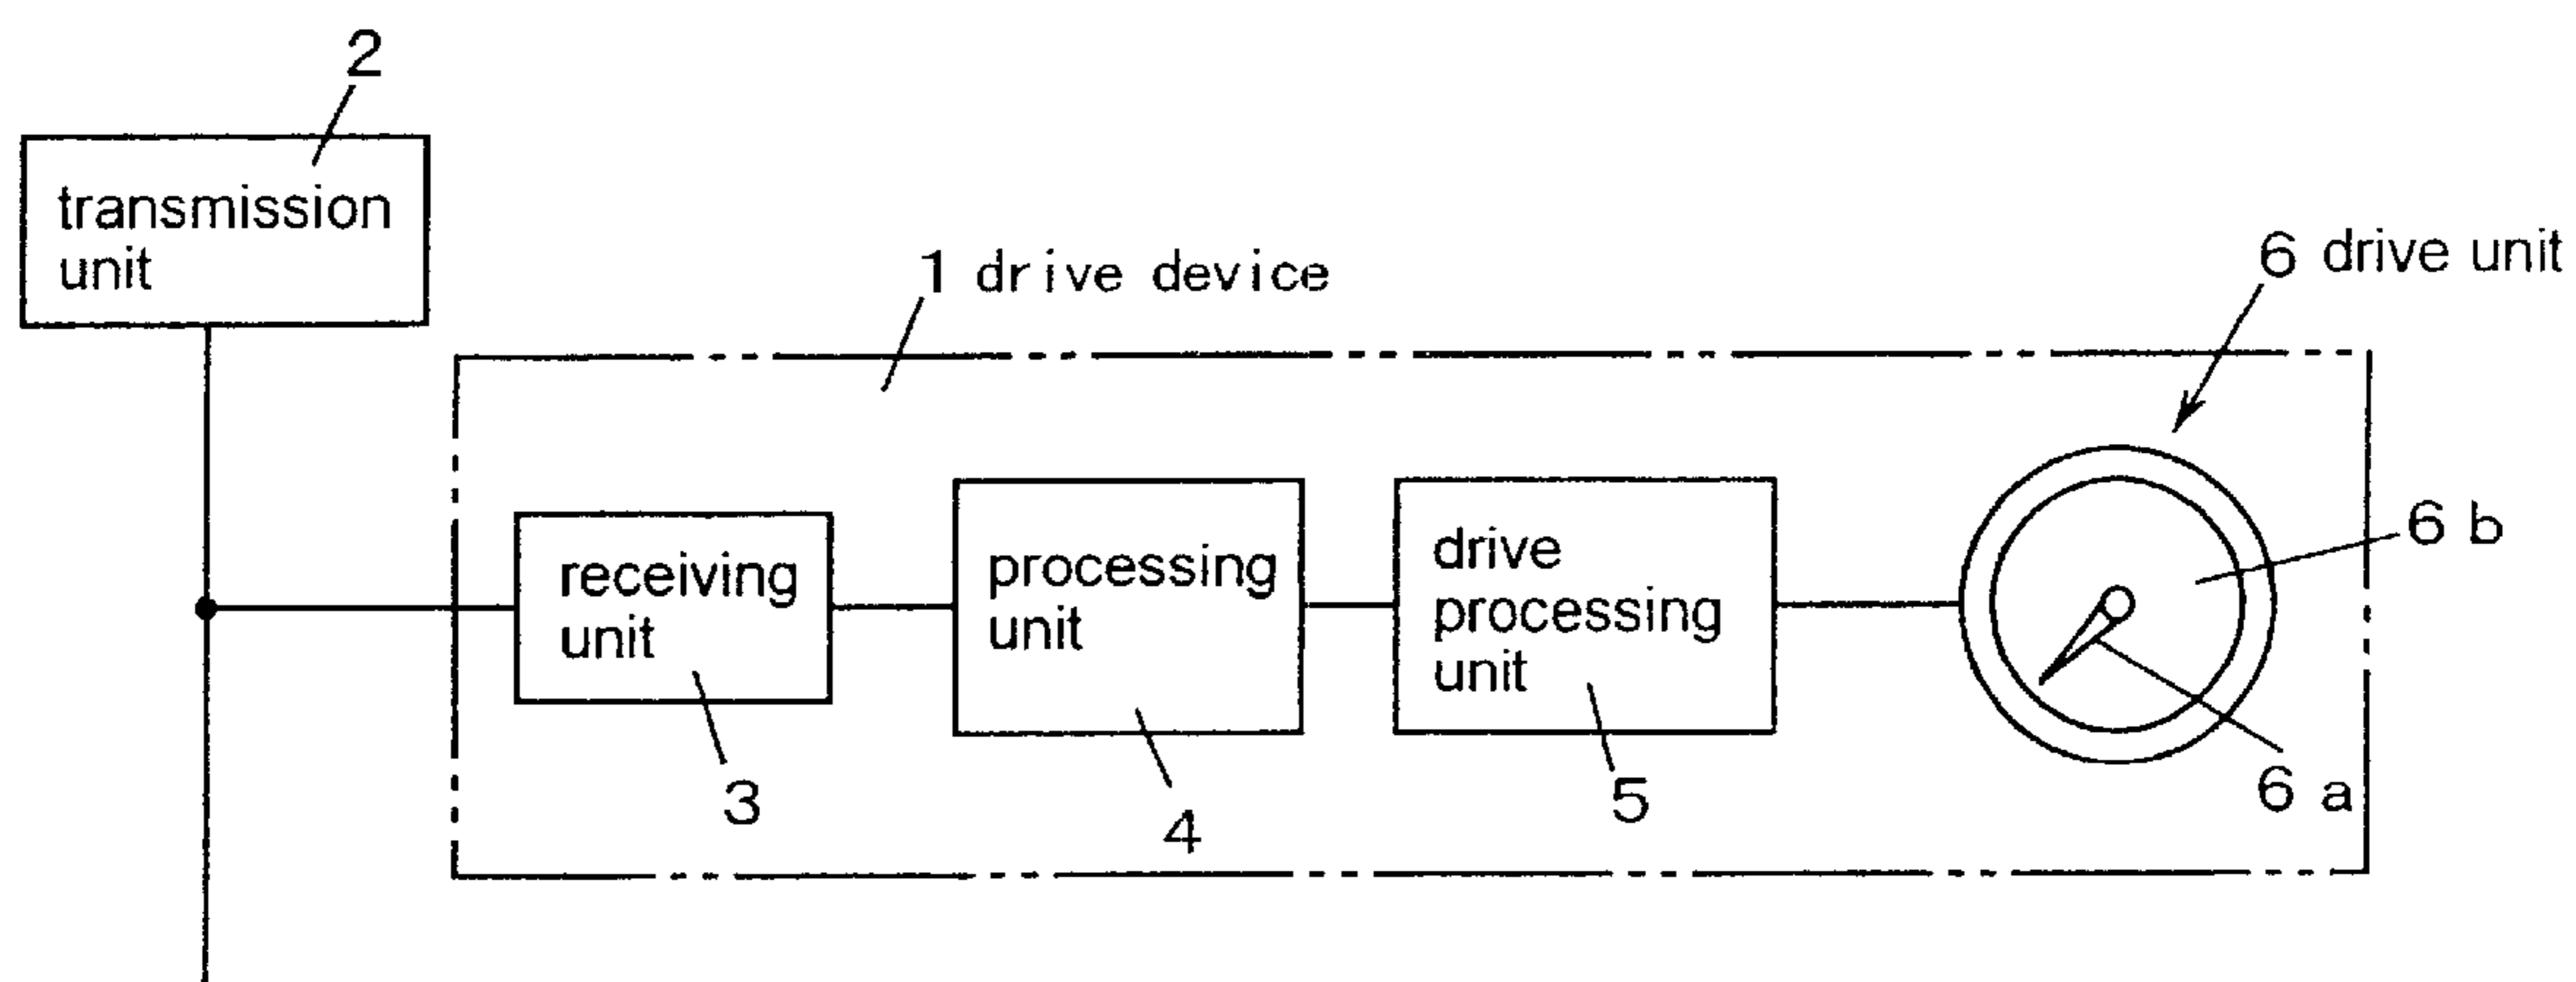 2
transmission
unit
1 drive device
6 drive unit
receiving
unit
processing
unit
drive
processing
unit
6 b
3
4
5
6 a